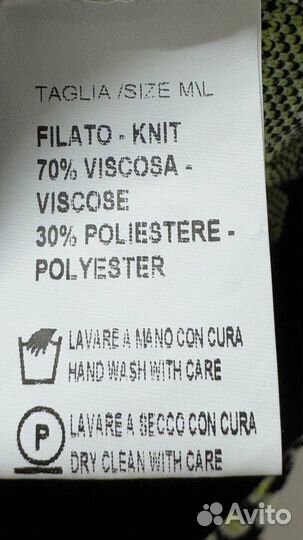 TAGLIA /SIZE M\L
FILATO - KNIT
70% VISCOSA -
VISCOSE
30% POLIESTERE -
POLYESTER
LAVARE A MANO CON CURA
HAND WASH WITH CARE
P
LAVARE A SECCO CON CURA
DRY CLEAN WITH CARE
Avito